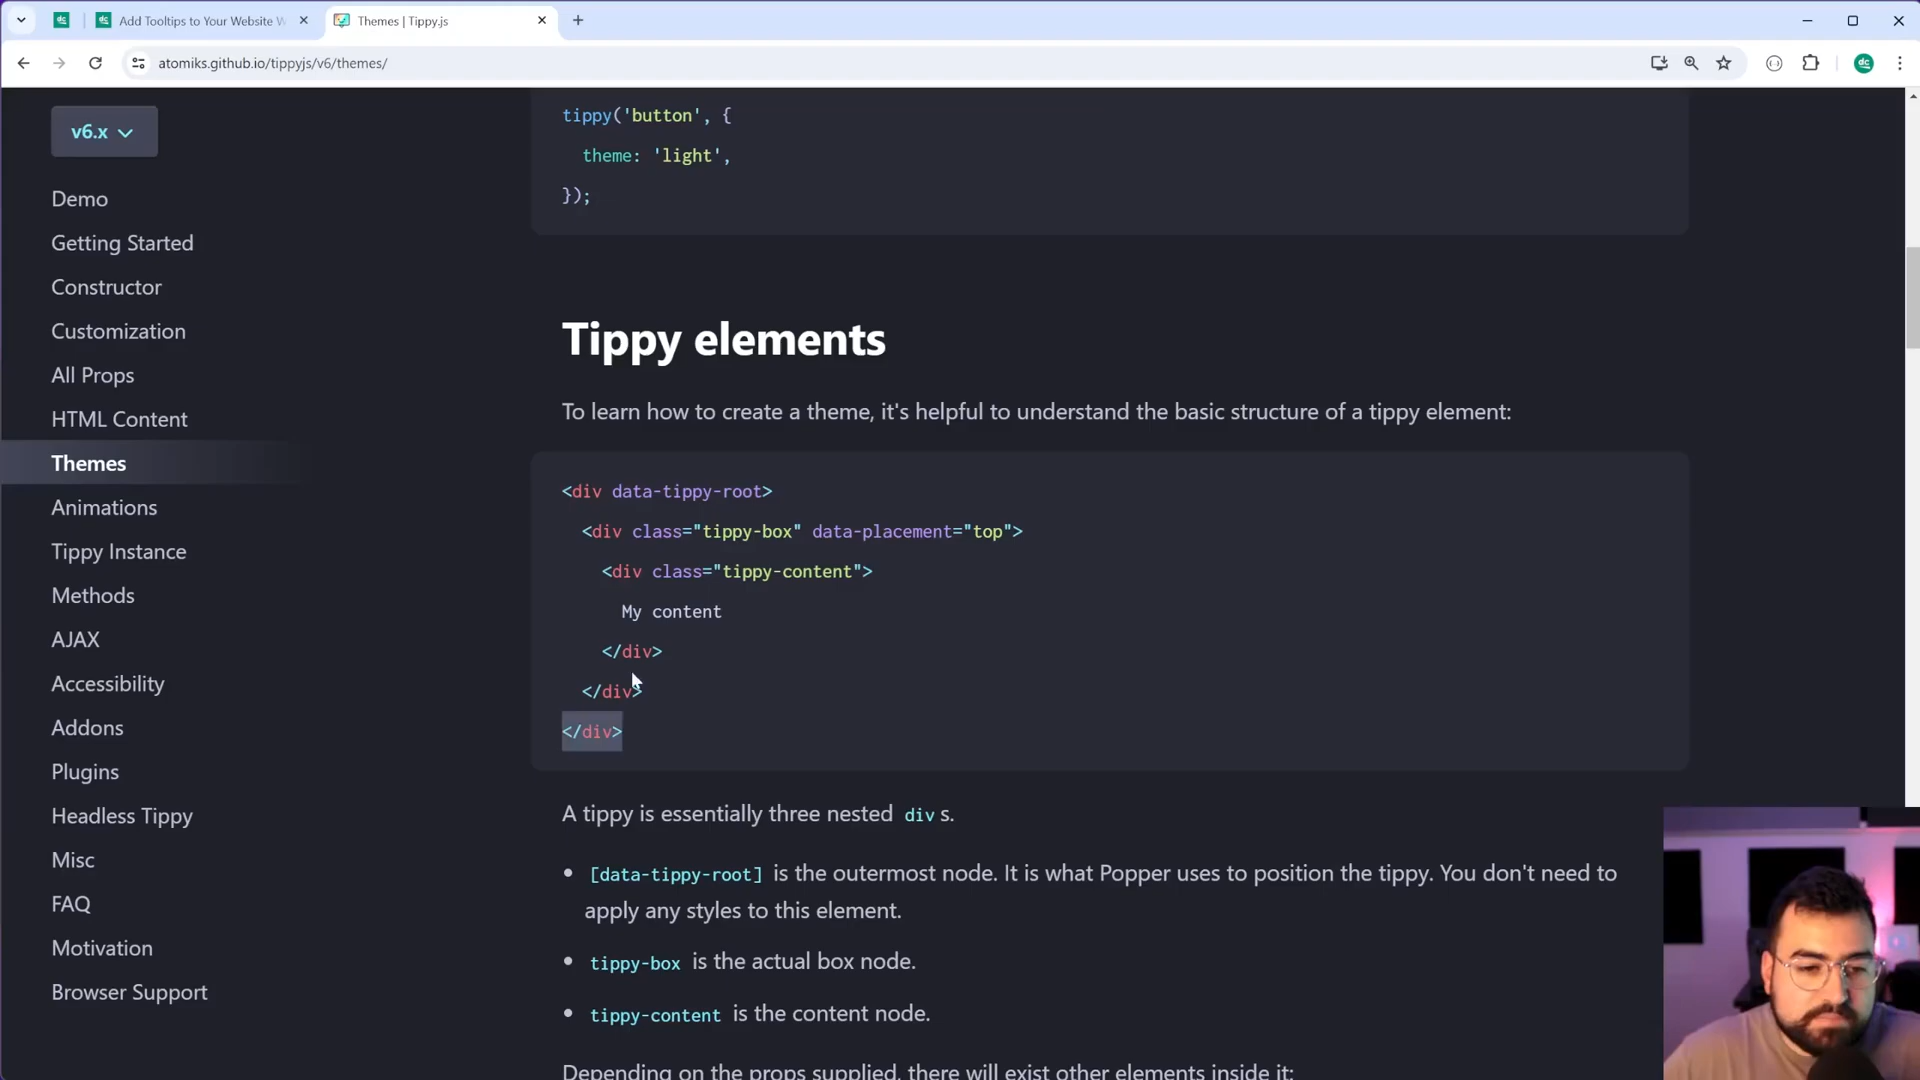 Add Tooltips to Your Website W
Themes | Tippy.js
atomiks.github.io/tippyjs/v6/themes/
dc
v6.x
Demo
Getting Started
Constructor
Customization
All Props
HTML Content
Themes
Animations
Tippy Instance
Methods
AJAX
Accessibility
Addons
Plugins
Headless Tippy
Misc
FAQ
Motivation
Browser Support
tippy('button', {
theme: 'light',
});
Tippy elements
To learn how to create a theme, it's helpful to understand the basic structure of a tippy element:
<div data-tippy-root>
<div class="tippy-box" data-placement="top">
<div class="tippy-content">
My content
</div>
</div>
</div>
A tippy is essentially three nested div s.
• [data-tippy-root] is the outermost node. It is what Popper uses to position the tippy. You don't need to
apply any styles to this element.
• tippy-box is the actual box node.
• tippy-content is the content node.
Depending on the props supplied, there will exist other elements inside it: